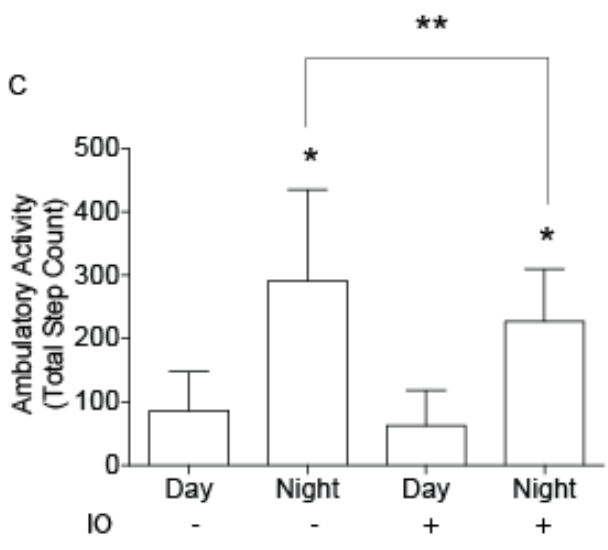 **
C
*
*
500
400
300
200
100
0
Ambulatory Activity
(Total Step Count)
Day Night Day Night
IO - - + +